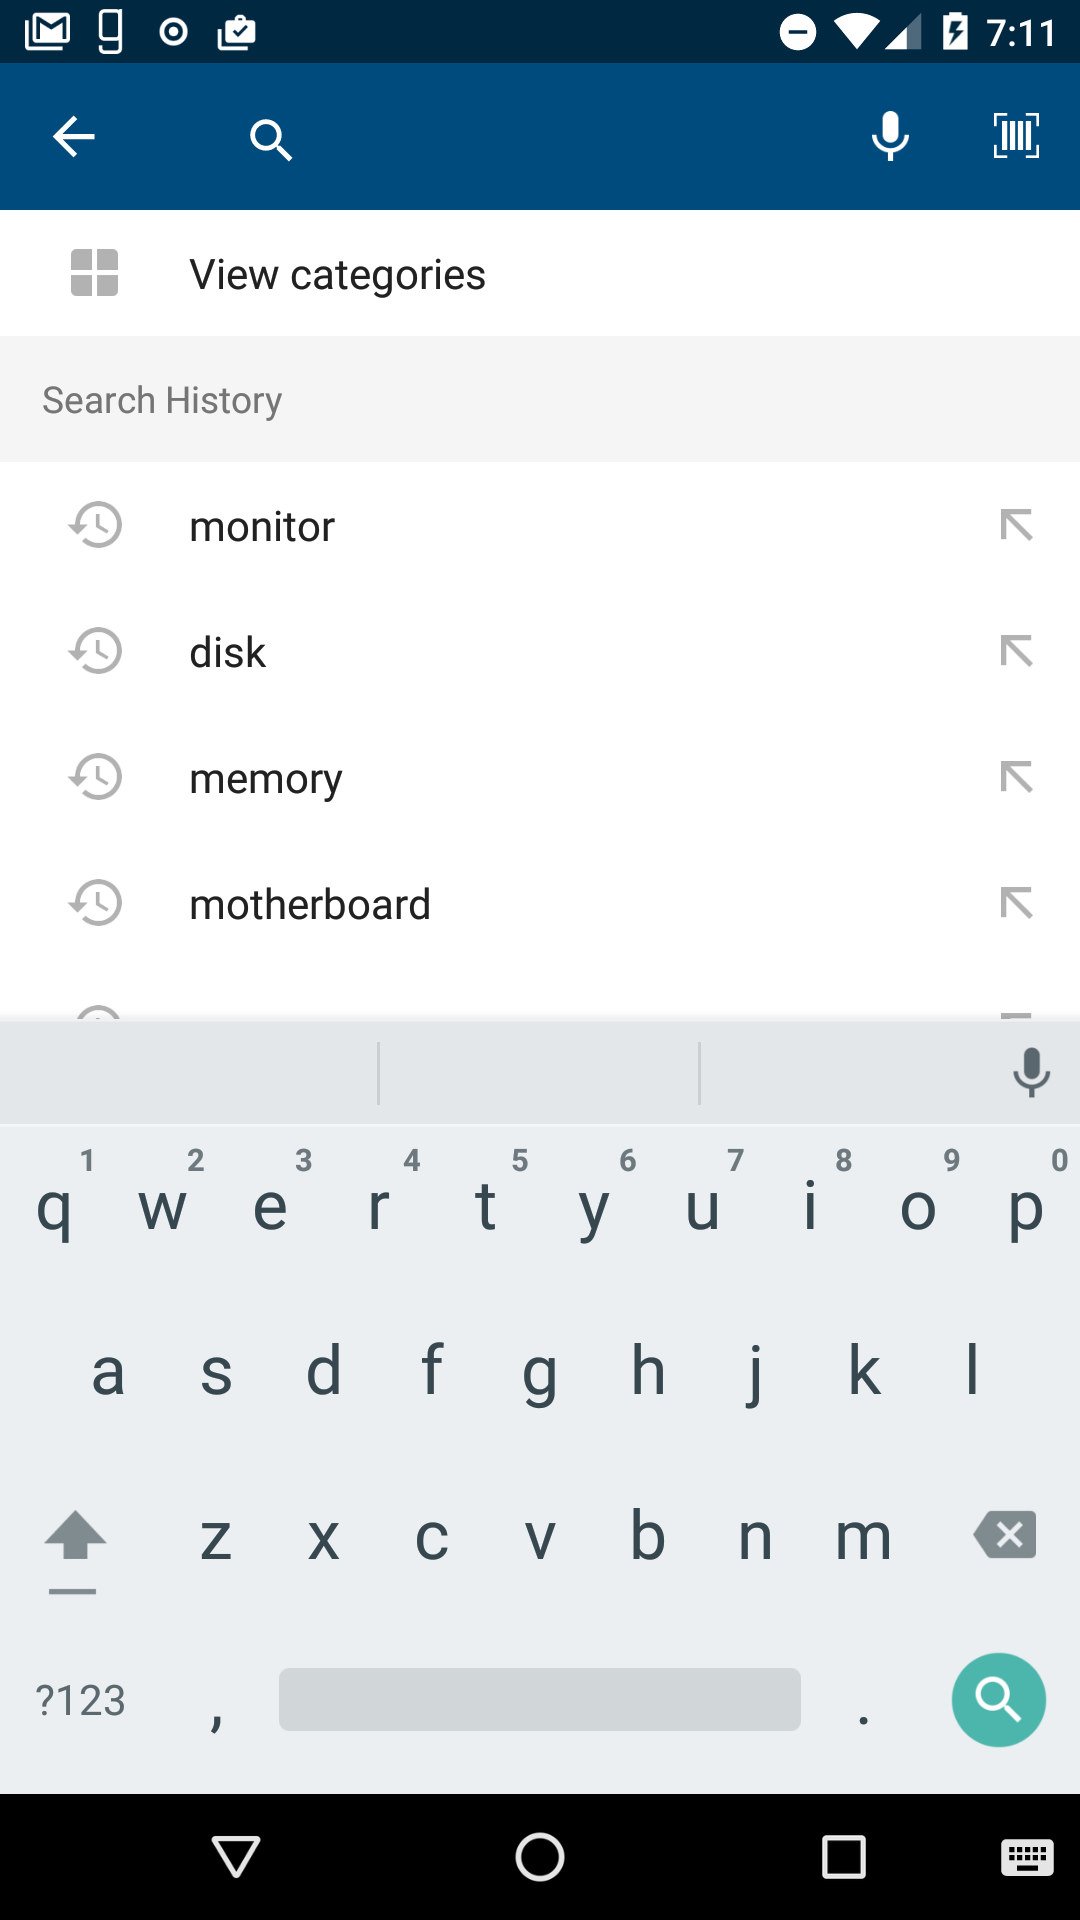 7:11
View categories
Search History
monitor
disk
memory
motherboard
1 2 3 4 5 6 7 8 9 0
q w e r t y u i o p
a s d f g h j k l
z x c v b n m
?123 , .